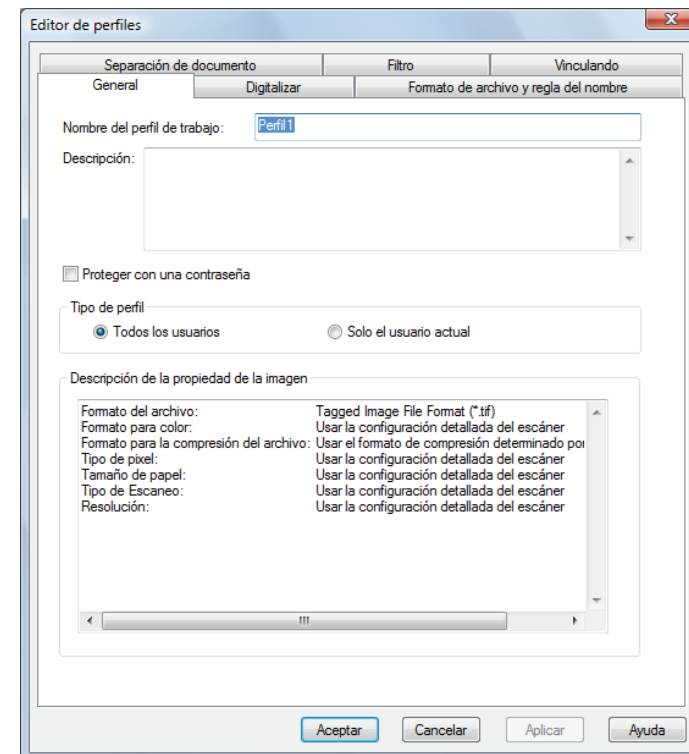 Editor de perfiles
Separación de documento Filtro Vinculando
General Digitalizar Formato de archivo y regla del nombre
Nombre del perfil de trabajo: Perfil1
Descripción:
Proteger con una contraseña
Tipo de perfil
Todos los usuarios Solo el usuario actual
Descripción de la propiedad de la imagen
Formato del archivo: Tagged Image File Format (*.tif)
Formato para color: Usar la configuración detallada del escáner
Formato para la compresión del archivo: Usar el formato de compresión determinado por
Tipo de pixel: Usar la configuración detallada del escáner
Tamaño de papel: Usar la configuración detallada del escáner
Tipo de Escaneo: Usar la configuración detallada del escáner
Resolución: Usar la configuración detallada del escáner
Aceptar Cancelar Aplicar Ayuda